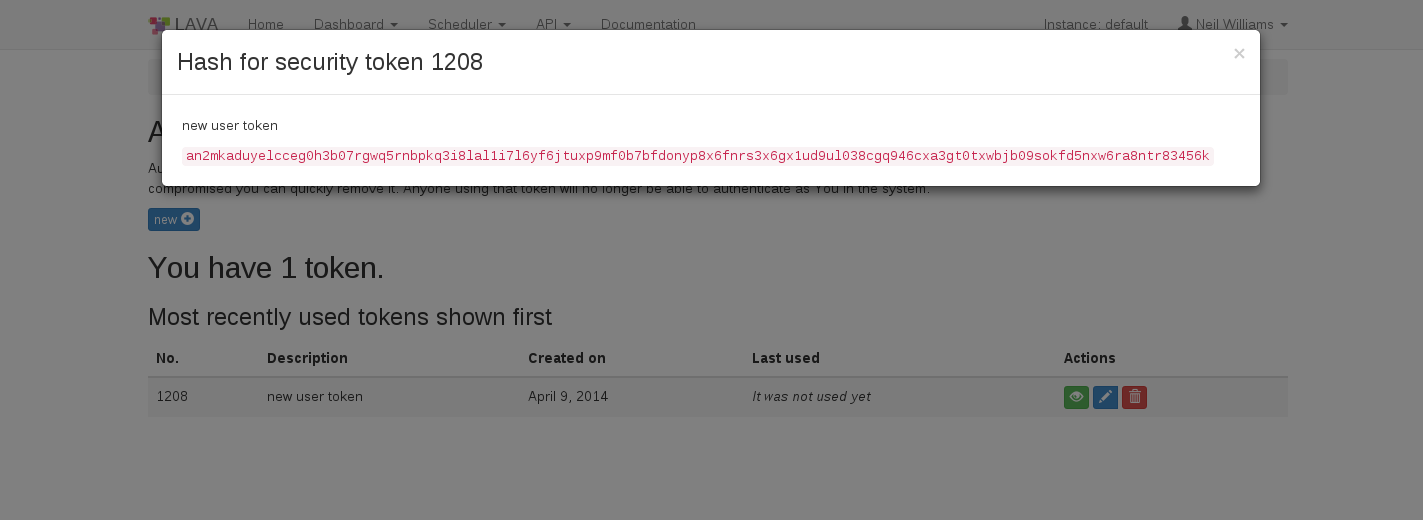 LAVA Home Dashboard Scheduler API Documentation Instance: default Neil Williams
Hash for security token 1208 ×
new user token
an2mkaduyelcceg0h3b07rgwq5rnbpkq3i8lal1i7l6yf6jtuxp9mf0b7bfdonyp8x6fnrs3x6gx1ud9ul038cgq946cxa3gt0txwbjb09sokfd5nxw6ra8ntr83456k
compromised you can quickly remove it. Anyone using that token will no longer be able to authenticate as You in the system.
new
You have 1 token.
Most recently used tokens shown first
No. Description Created on Last used Actions
1208 new user token April 9, 2014 It was not used yet